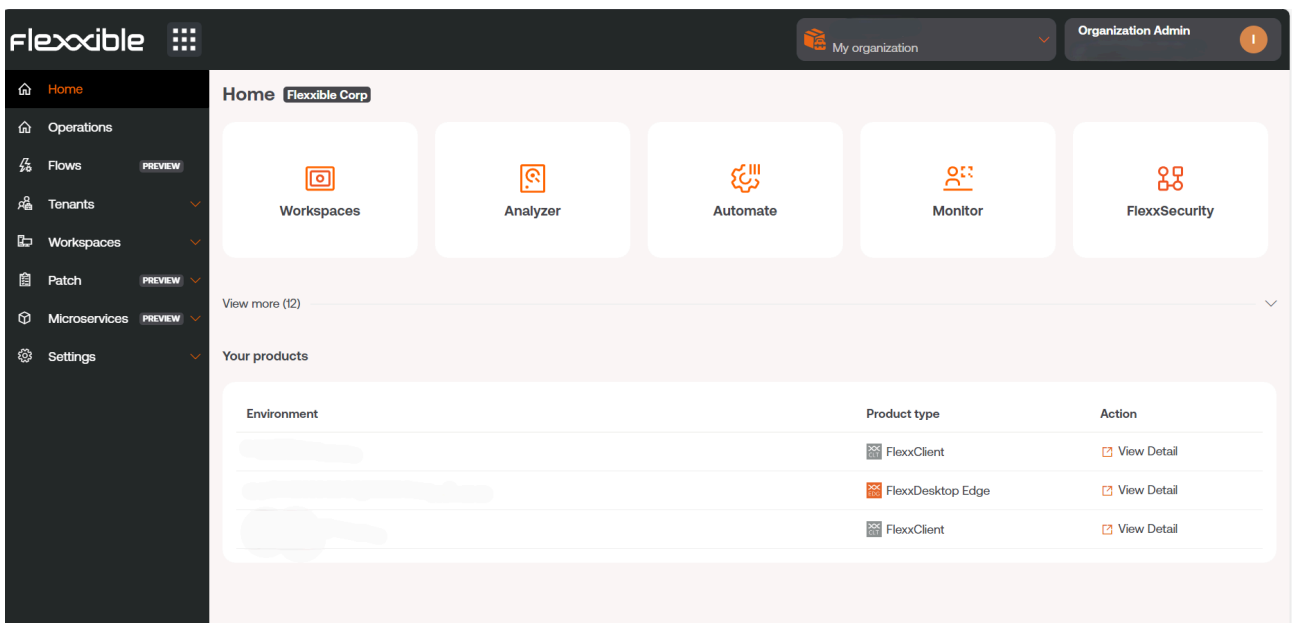 Flexxible
My organization
Organization Admin
I
Home
Operations
Flows PREVIEW
Tenants
Workspaces
Patch PREVIEW
Microservices PREVIEW
Settings
Home Flexxible Corp
Workspaces
Analyzer
Automate
Monitor
FlexxSecurity
View more (12)
Your products
Environment Product type Action
FlexxClient View Detail
FlexxDesktop Edge View Detail
FlexxClient View Detail